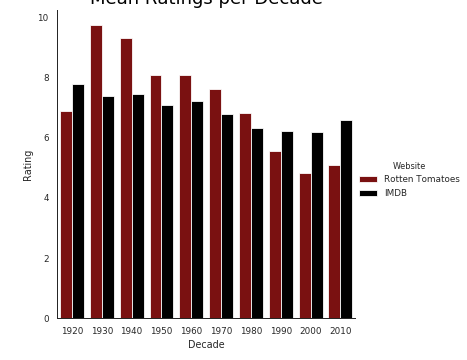 Mean Ratings per Decade
10
8
6
4
2
0
Rating
1920 1930 1940 1950 1960 1970 1980 1990 2000 2010
Decade
Website
Rotten Tomatoes
IMDB